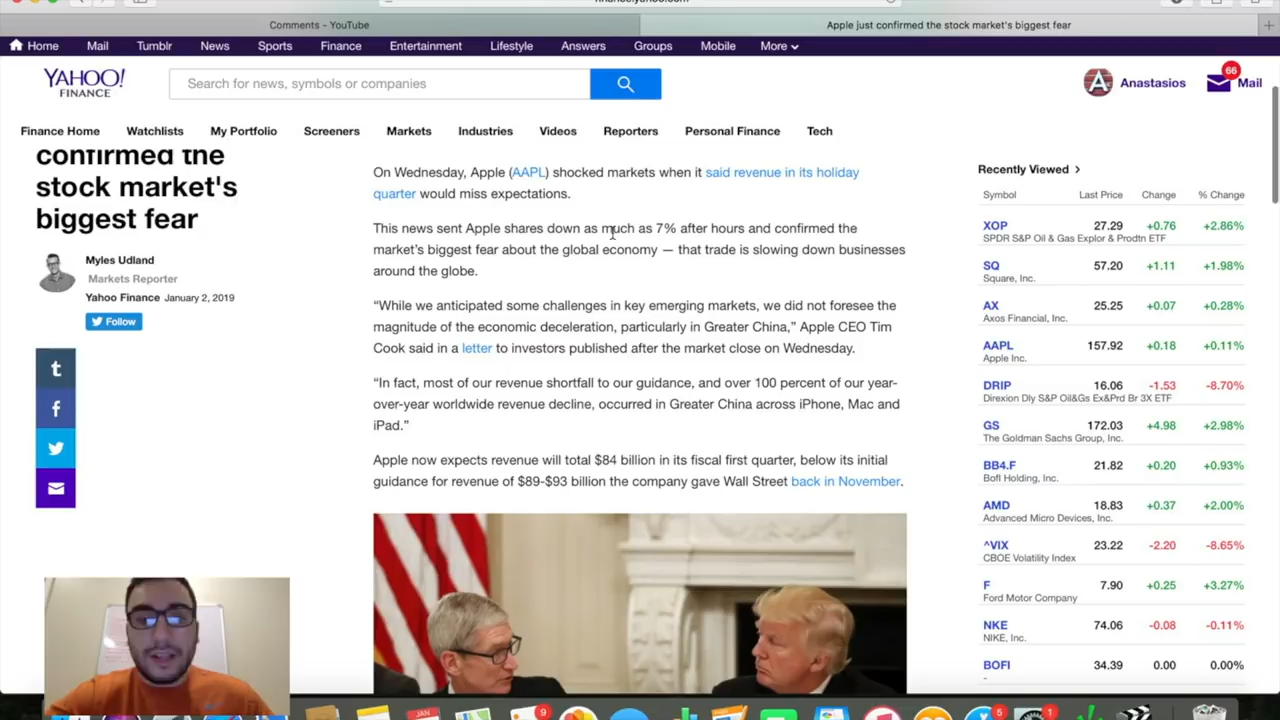 Comments - YouTube
Apple just confirmed the stock market's biggest fear
Home Mail Tumblr News Sports Finance Entertainment Lifestyle Answers Groups Mobile More
YAHOO!
FINANCE
Search for news, symbols or companies
Anastasios
66
Mail
Finance Home Watchlists My Portfolio Screeners Markets Industries Videos Reporters Personal Finance Tech
confirmed the
stock market's
biggest fear
Myles Udland
Markets Reporter
Yahoo Finance January 2, 2019
Follow
On Wednesday, Apple (AAPL) shocked markets when it said revenue in its holiday
quarter would miss expectations.
This news sent Apple shares down as much as 7% after hours and confirmed the
market's biggest fear about the global economy — that trade is slowing down businesses
around the globe.
“While we anticipated some challenges in key emerging markets, we did not foresee the
magnitude of the economic deceleration, particularly in Greater China,” Apple CEO Tim
Cook said in a letter to investors published after the market close on Wednesday.
“In fact, most of our revenue shortfall to our guidance, and over 100 percent of our year-
over-year worldwide revenue decline, occurred in Greater China across iPhone, Mac and
iPad.”
Apple now expects revenue will total $84 billion in its fiscal first quarter, below its initial
guidance for revenue of $89-$93 billion the company gave Wall Street back in November.
Recently Viewed
Symbol Last Price Change % Change
XOP 27.29 +0.76 +2.86%
SPDR S&P Oil & Gas Explor & Prodtn ETF
SQ 57.20 +1.11 +1.98%
Square, Inc.
AX 25.25 +0.07 +0.28%
Axos Financial, Inc.
AAPL 157.92 +0.18 +0.11%
Apple Inc.
DRIP 16.06 -1.53 -8.70%
Direxion Dly S&P Oil&Gs Ex&Prd Br 3X ETF
GS 172.03 +4.98 +2.98%
The Goldman Sachs Group, Inc.
BB4.F 21.82 +0.20 +0.93%
BofI Holding, Inc.
AMD 18.83 +0.37 +2.00%
Advanced Micro Devices, Inc.
^VIX 23.22 -2.20 -8.65%
CBOE Volatility Index
F 7.90 +0.25 +3.27%
Ford Motor Company
NKE 74.06 -0.08 -0.11%
NIKE, Inc.
BOFI 34.39 0.00 0.00%
-
JAN
9
5
1